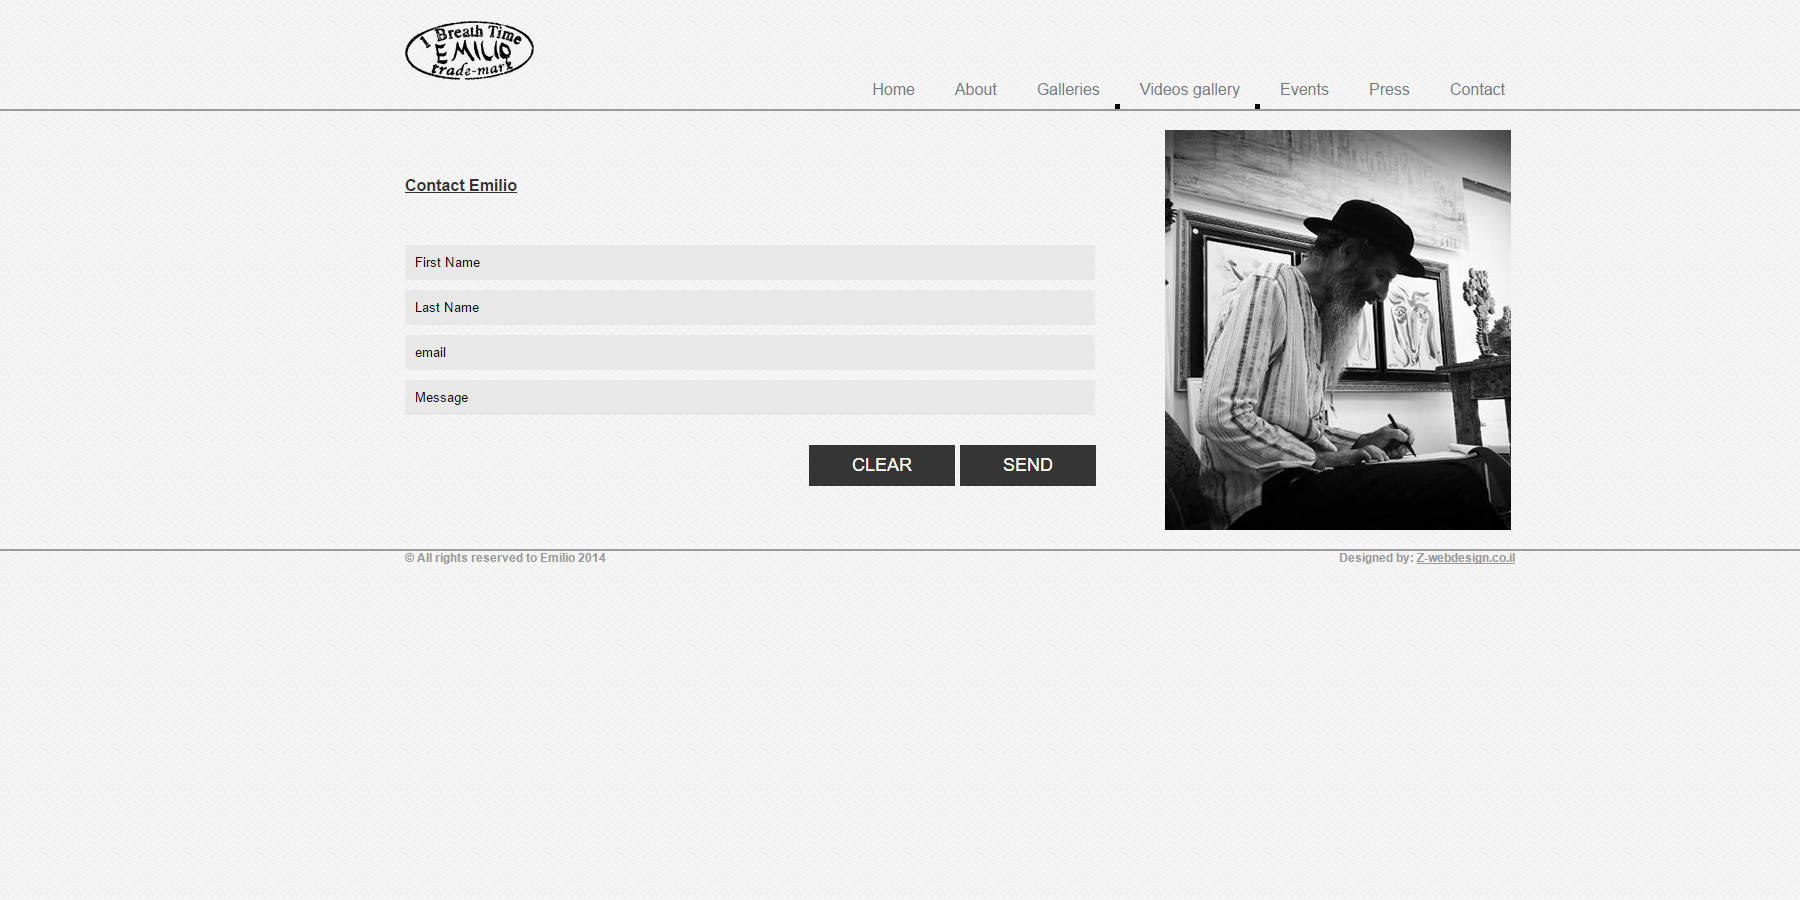 1 Breath Time
EMILIO
trade-mark
Home
About
Galleries
Videos gallery
Events
Press
Contact
Contact Emilio
First Name
Last Name
email
Message
CLEAR
SEND
© All rights reserved to Emilio 2014
Designed by: Z-webdesign.co.il